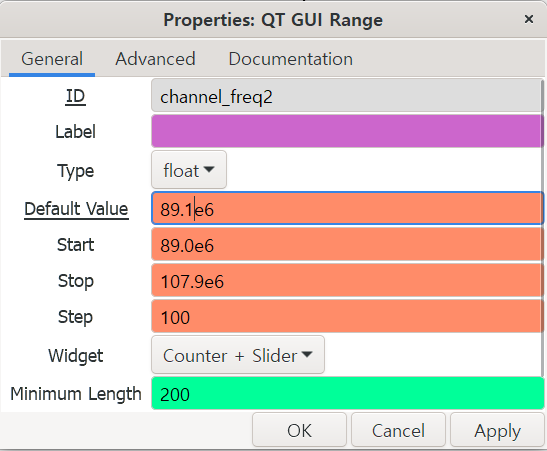 Properties: QT GUI Range ×
General Advanced Documentation
ID channel_freq2
Label
Type float
Default Value 89.1e6
Start 89.0e6
Stop 107.9e6
Step 100
Widget Counter + Slider
Minimum Length 200
OK Cancel Apply